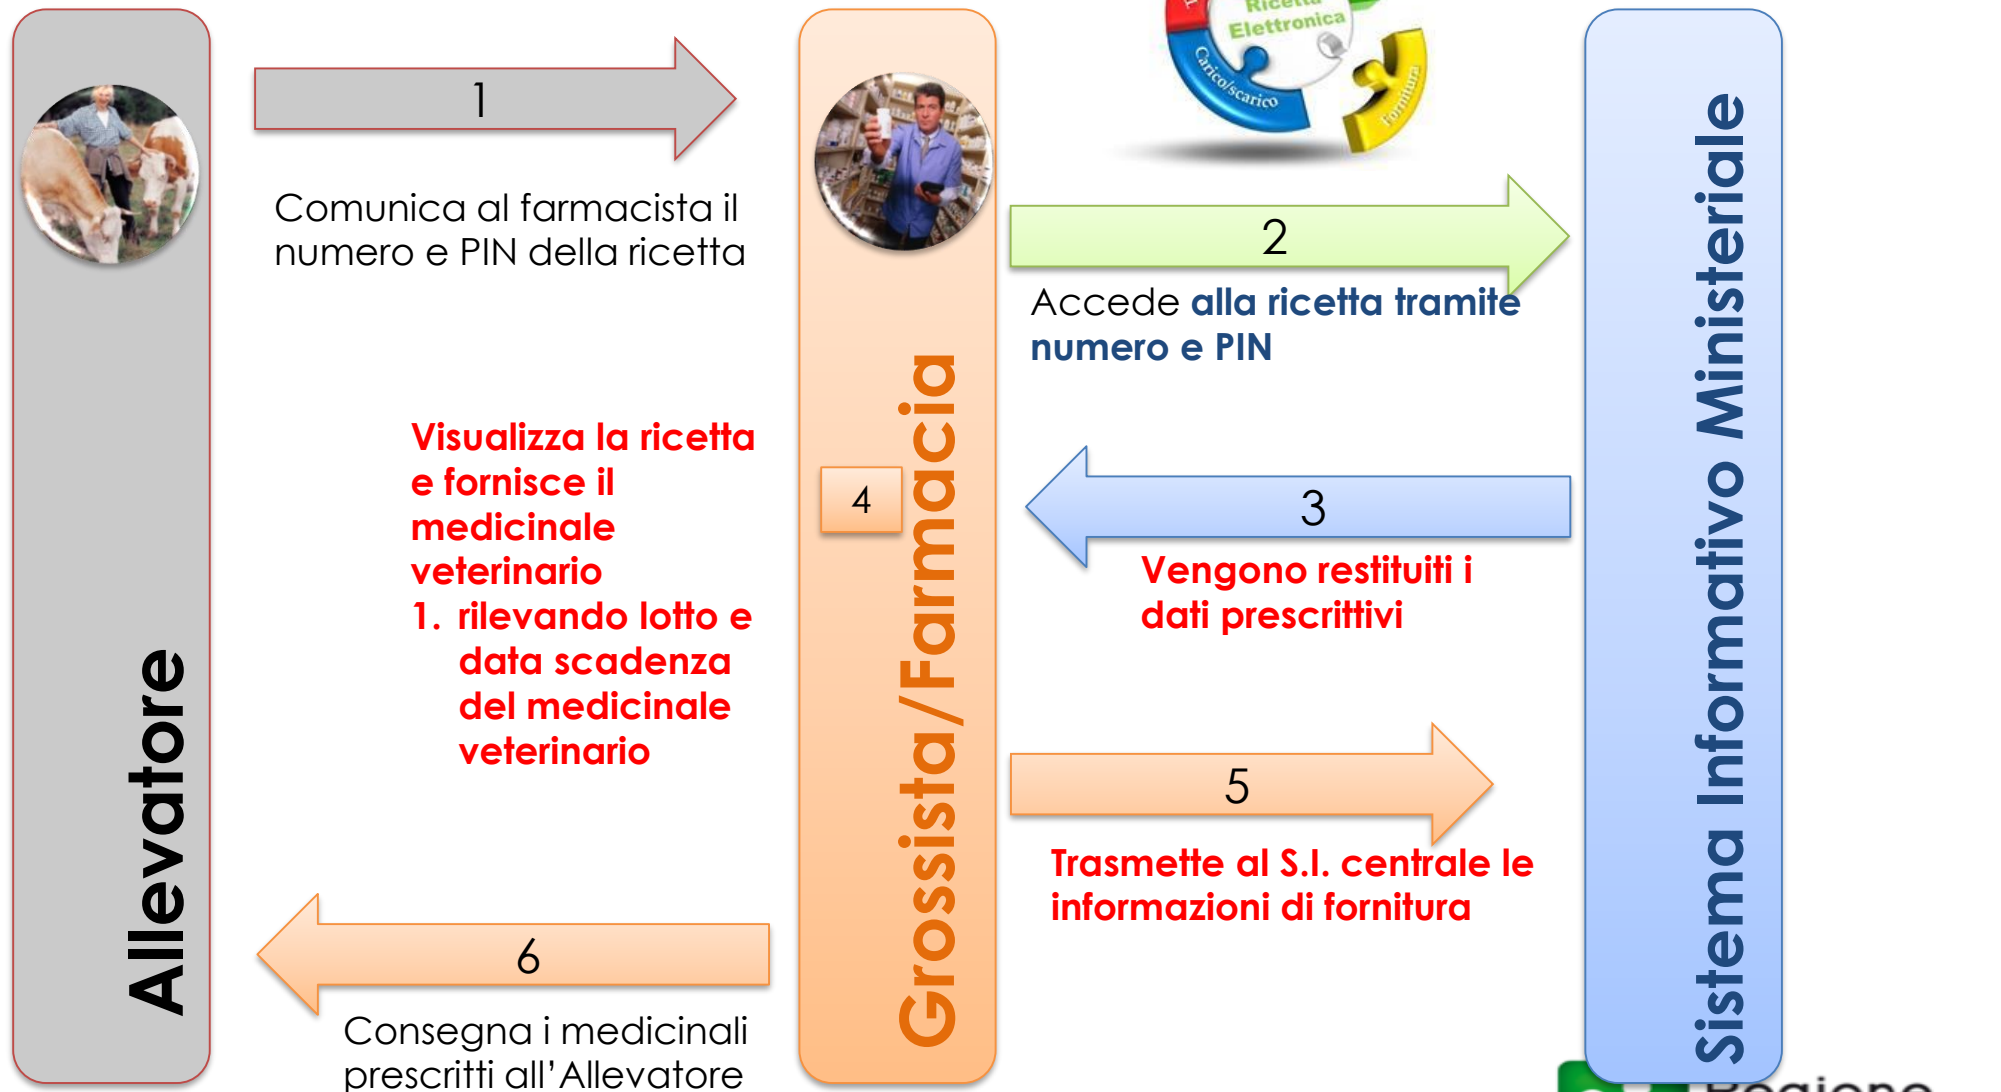 Ricetta
Elettronica
Carico/scarico
Fornitura
1
Comunica al farmacista il
numero e PIN della ricetta
2
Accede alla ricetta tramite
numero e PIN
Visualizza la ricetta
e fornisce il
medicinale
veterinario
1. rilevando lotto e
data scadenza
del medicinale
veterinario
4
3
Vengono restituiti i
dati prescrittivi
5
Trasmette al S.I. centrale le
informazioni di fornitura
6
Consegna i medicinali
prescritti all’Allevatore
Allevatore
Grossista/Farmacia
Sistema Informativo Ministeriale
Regione